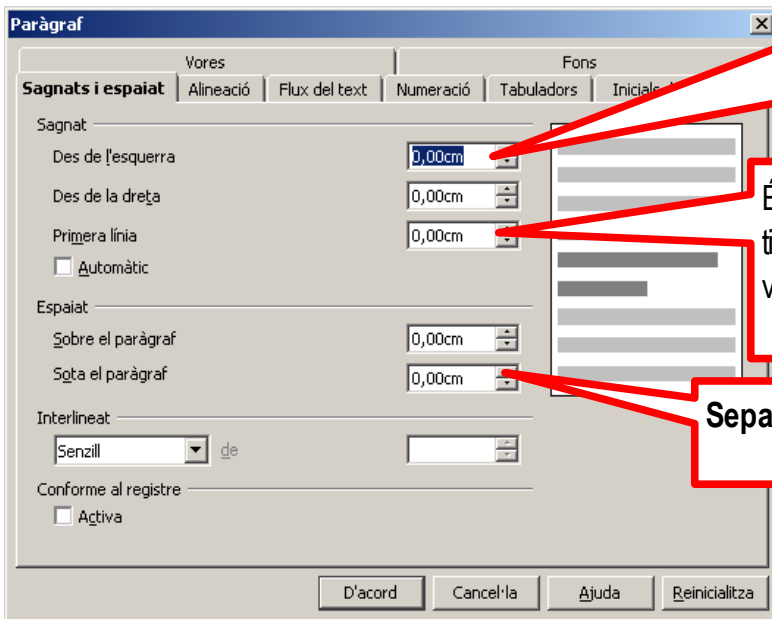 Paràgraf
Vores Fons
Sagnats i espaiat Alineació Flux del text Numeració Tabuladors Inicials
Sagnat
Des de l'esquerra 0,00cm
Des de la dreta 0,00cm
Primera línia 0,00cm
Automàtic
Espaiat
Sobre el paràgraf 0,00cm
Sota el paràgraf 0,00cm
Interlineat
Senzill de
Conforme al registre
Activa
D'acord Cancel·la Ajuda Reinicialitza